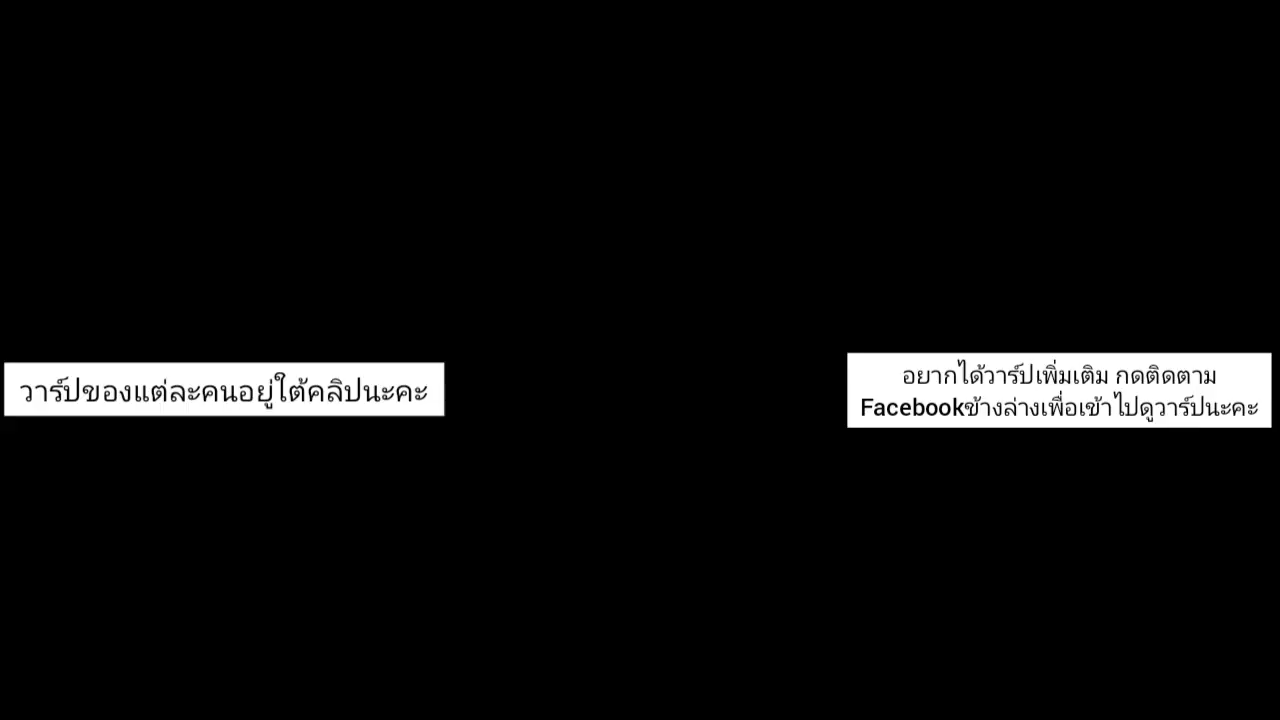 วาร์ปของแต่ละคนอยู่ใต้คลิปนะคะ
อยากได้วาร์ปเพิ่มเติม กดติดตาม
Facebookข้างล่างเพื่อเข้าไปดูวาร์ปนะคะ